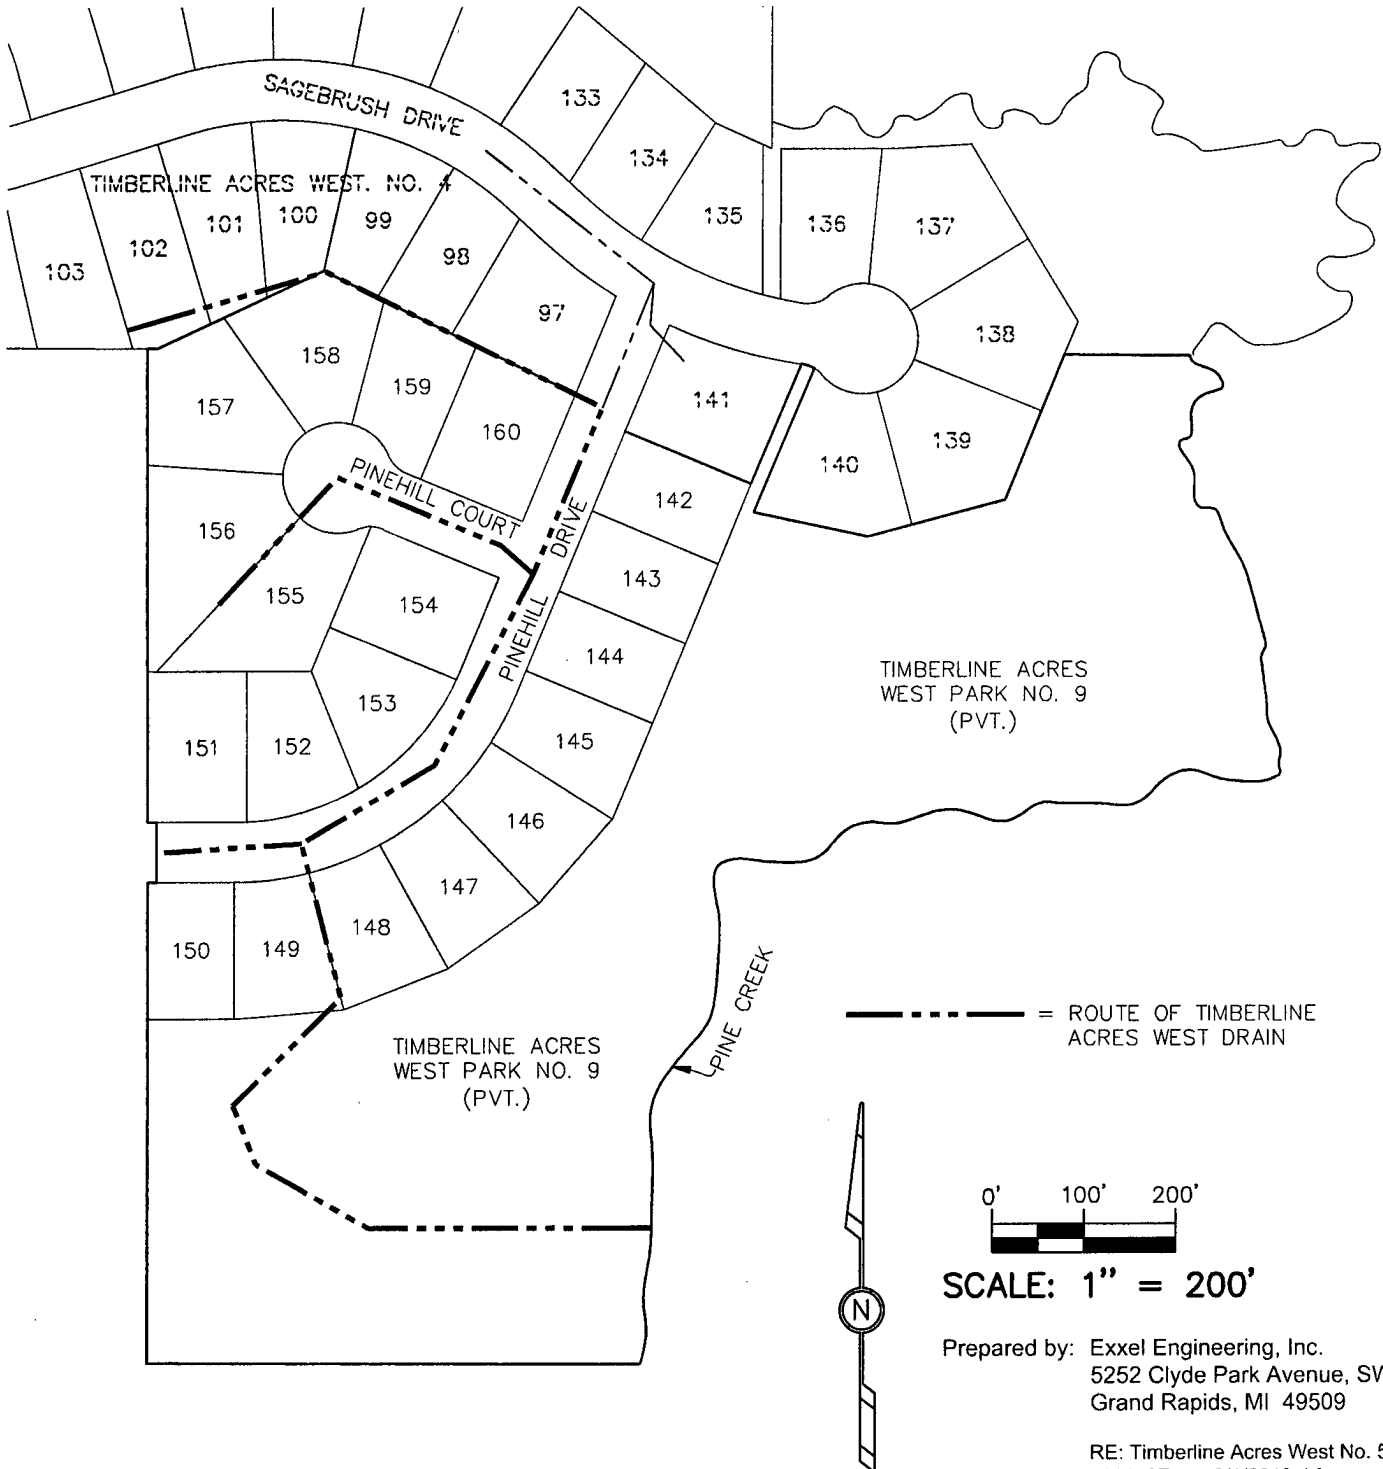 SAGEBRUSH DRIVE
133
134
135
TIMBERLINE ACRES WEST. NO. 4
136
137
103
102
101
100
99
98
97
138
158
159
141
157
160
139
140
PINEHILL COURT
142
156
PINEHILL DRIVE
143
155
154
144
TIMBERLINE ACRES
WEST PARK NO. 9
(PVT.)
153
151
152
145
146
147
150
149
148
PINE CREEK
= ROUTE OF TIMBERLINE
ACRES WEST DRAIN
TIMBERLINE ACRES
WEST PARK NO. 9
(PVT.)
0' 100' 200'
SCALE: 1" = 200'
N
Prepared by: Exxel Engineering, Inc.
5252 Clyde Park Avenue, SW
Grand Rapids, MI 49509
RE: Timberline Acres West No. 5